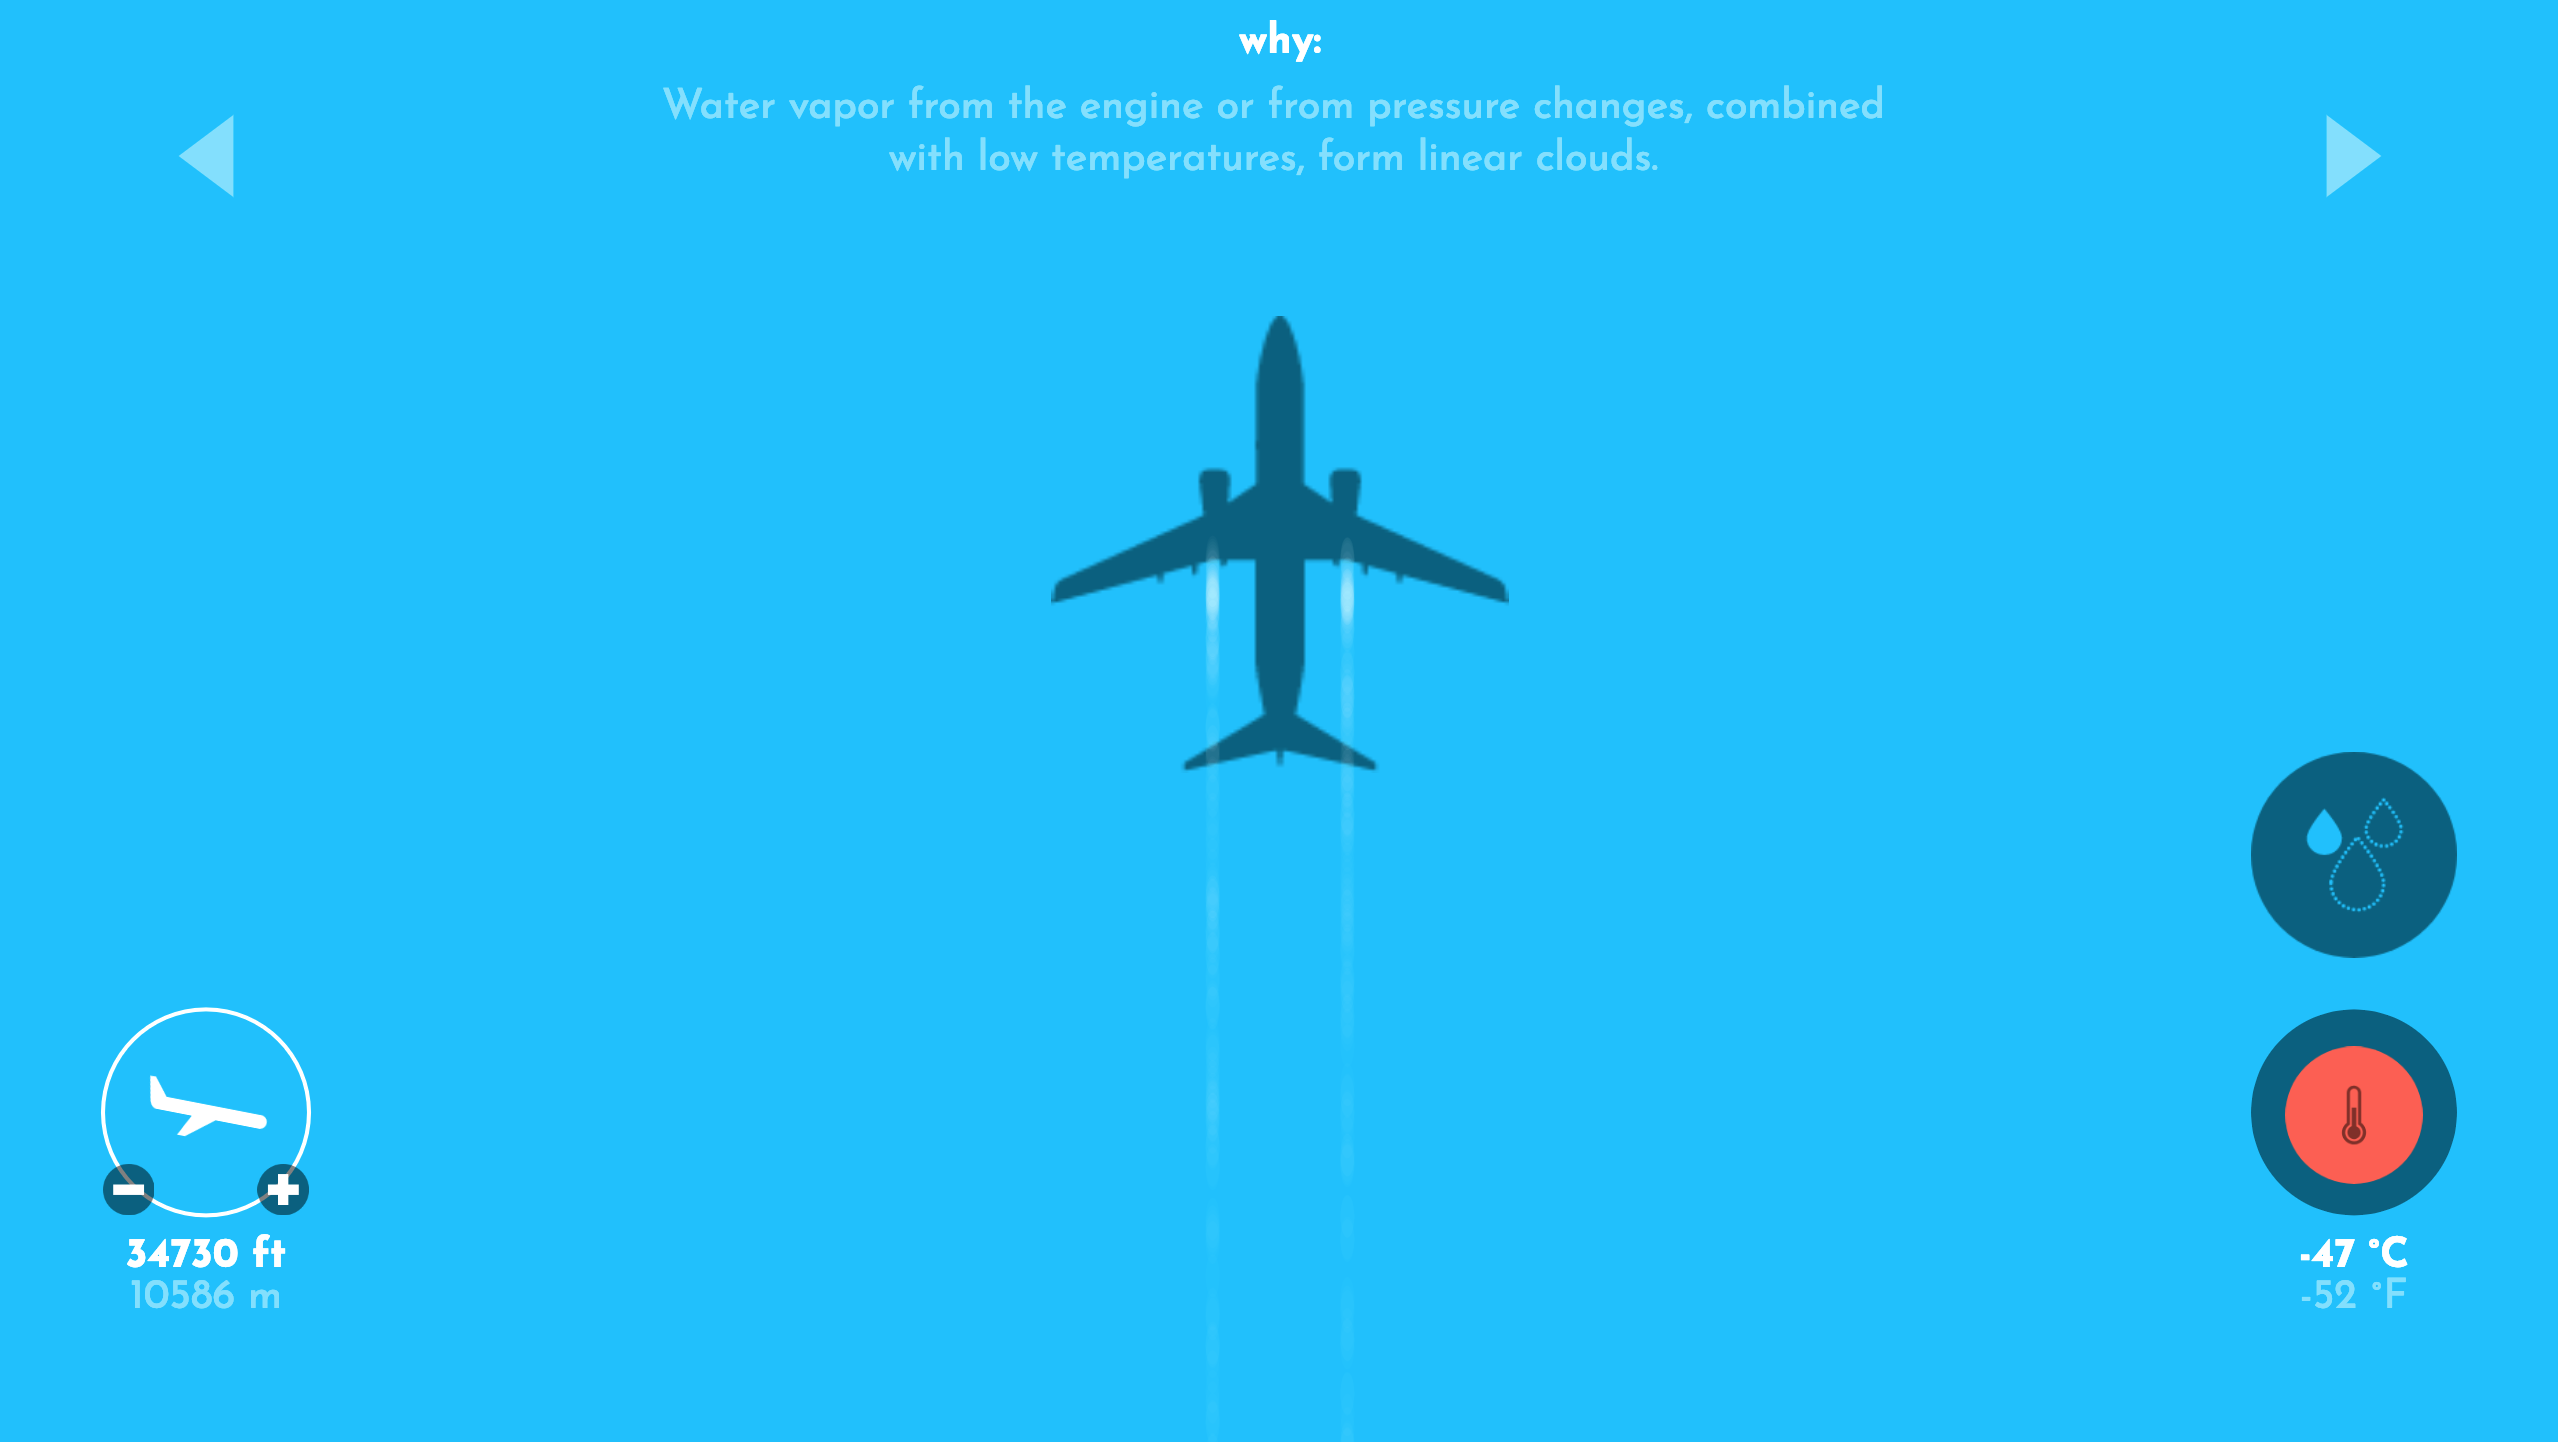 why:
Water vapor from the engine or from pressure changes, combined
with low temperatures, form linear clouds.
34730 ft
10586 m
-47 °C
-52 °F